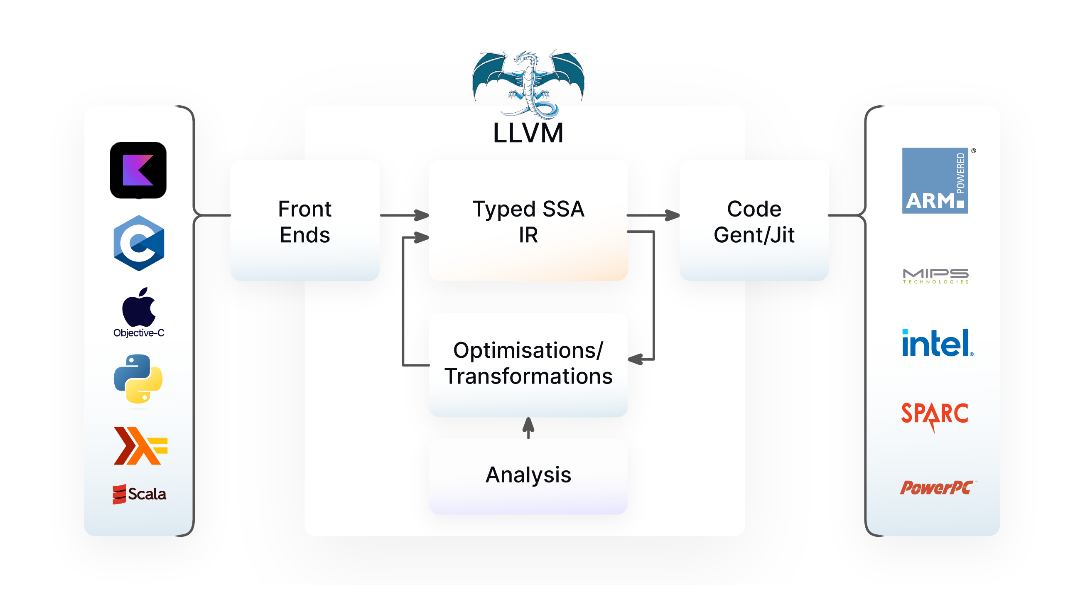 LLVM
C
Objective-C
Scala
Front
Ends
Typed SSA
IR
Optimisations/
Transformations
Analysis
Code
Gent/Jit
ARM POWERED ®
MIPS
TECHNOLOGIES
intel®
SPARC
PowerPC